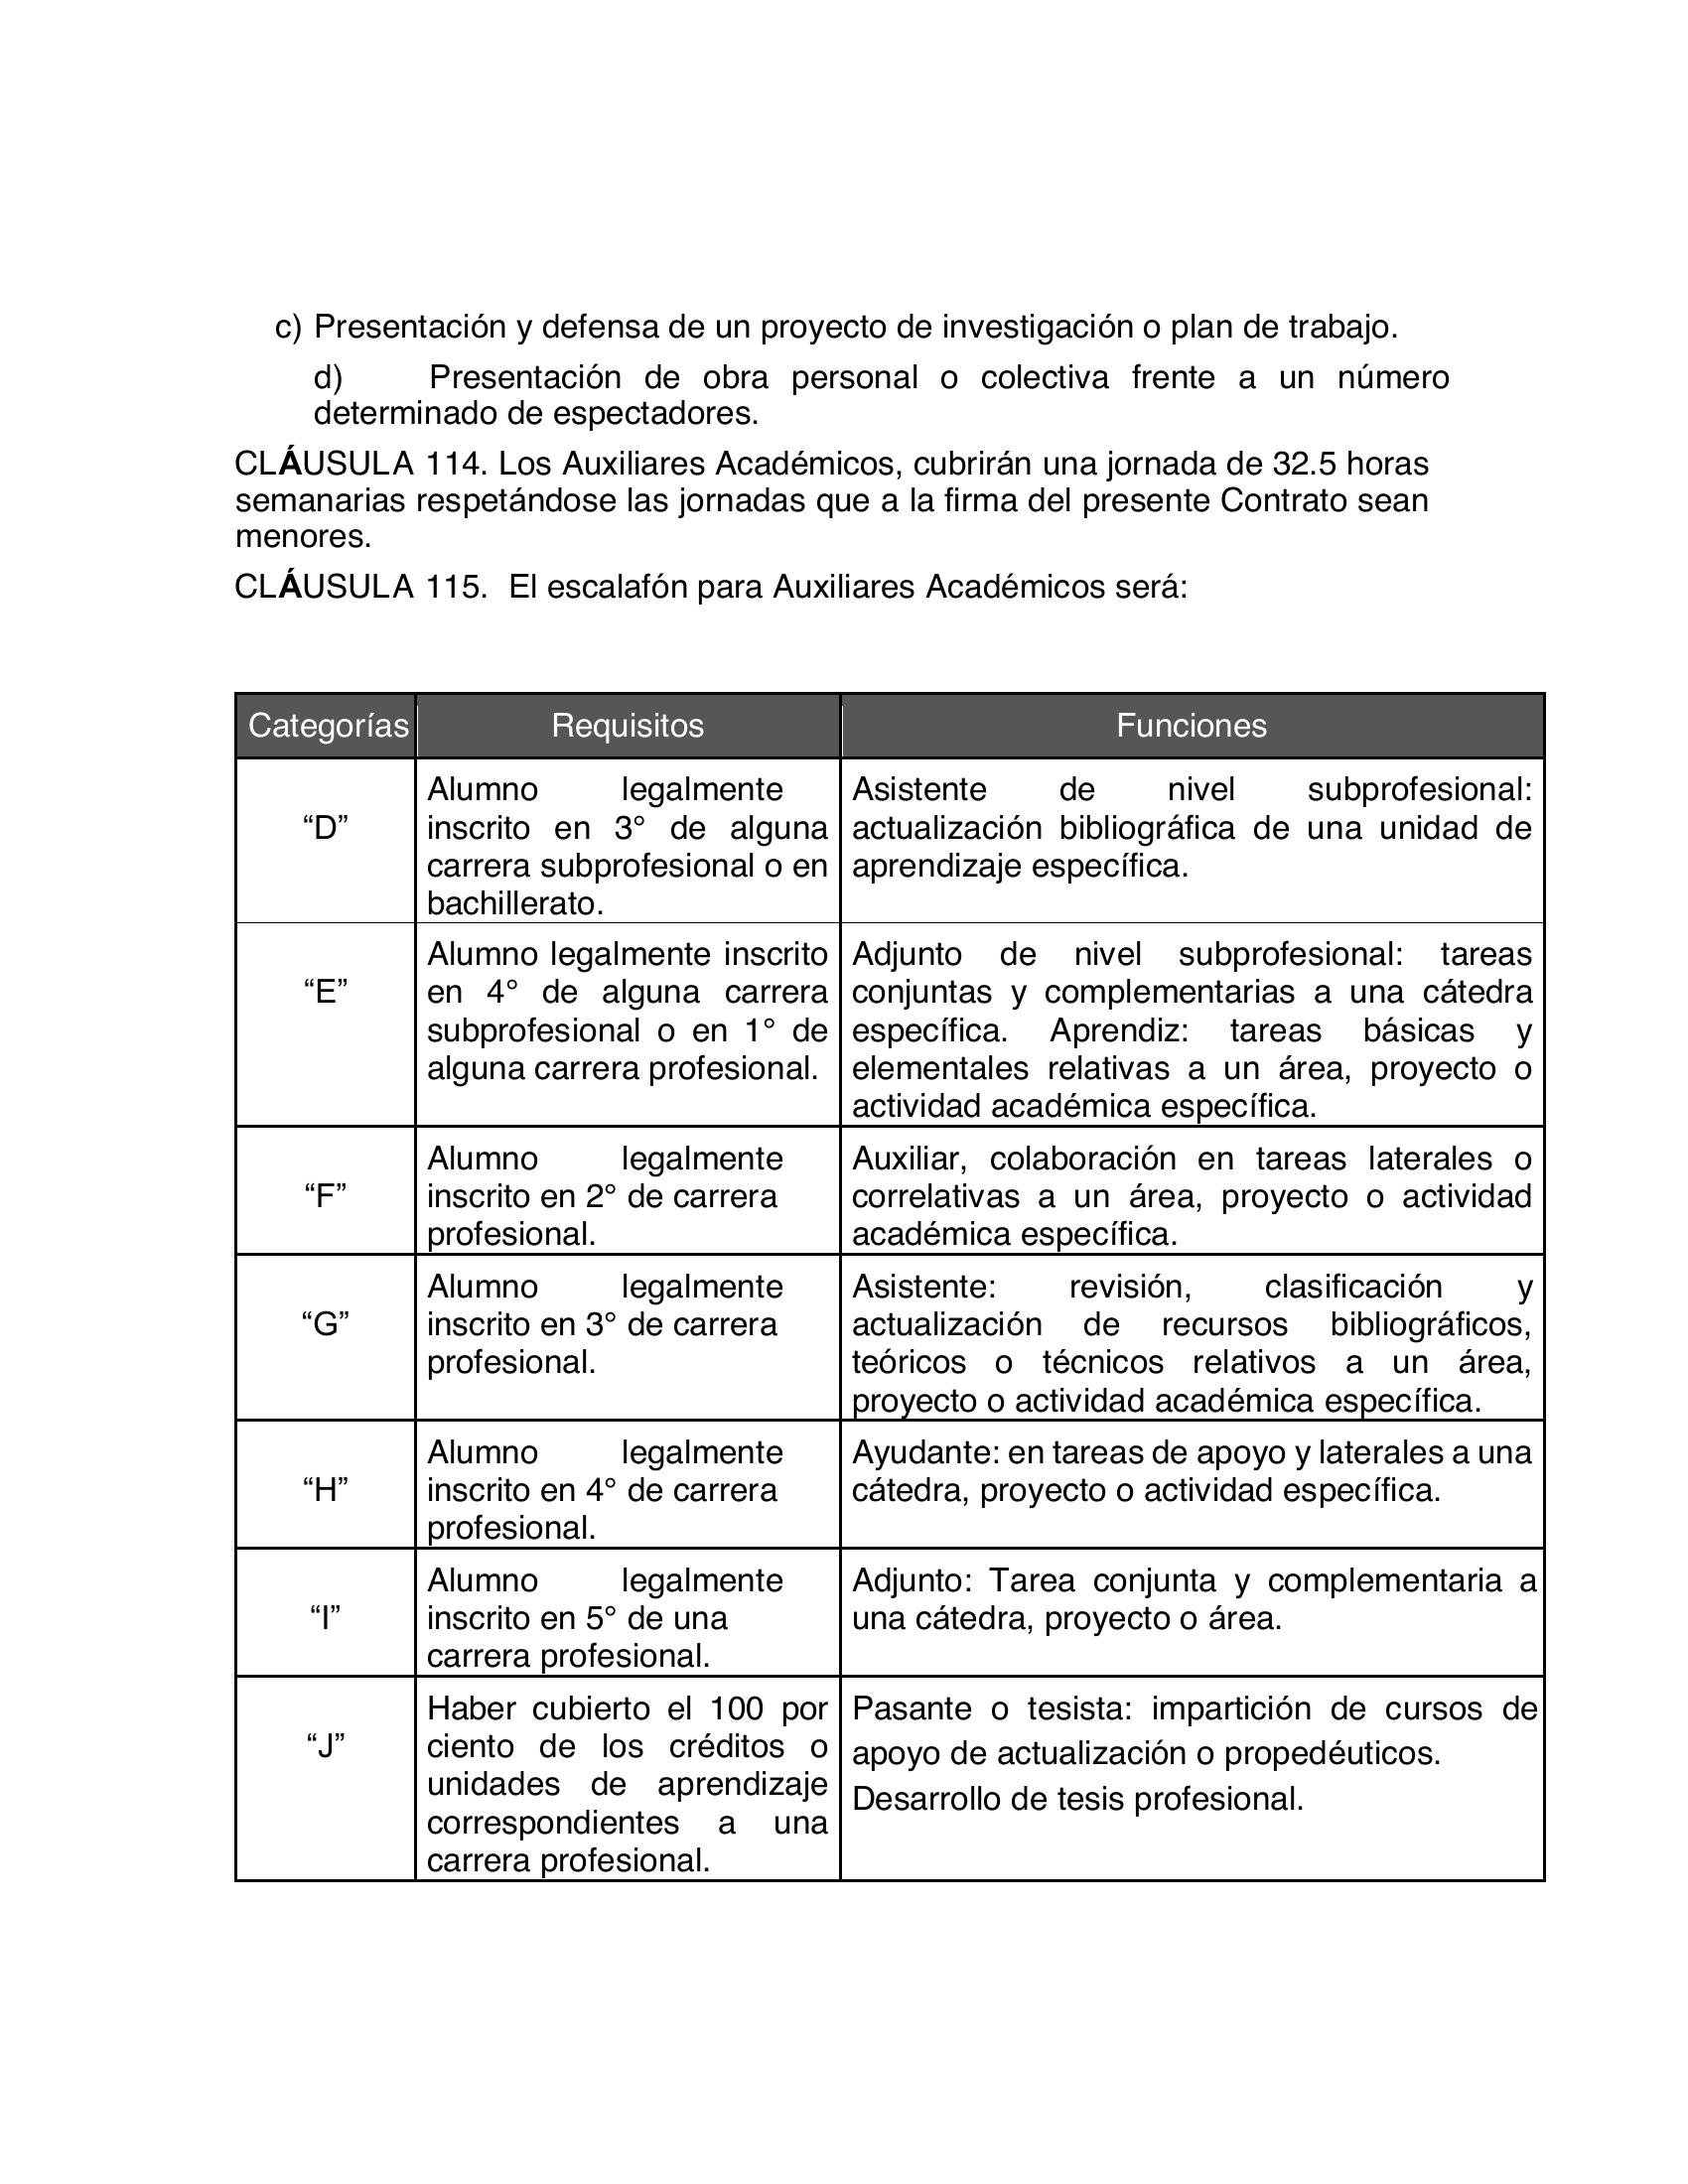 c) Presentación y defensa de un proyecto de investigación o plan de trabajo.
d) Presentación de obra personal o colectiva frente a un número
determinado de espectadores.
CLÁUSULA 114. Los Auxiliares Académicos, cubrirán una jornada de 32.5 horas
semanarias respetándose las jornadas que a la firma del presente Contrato sean
menores.
CLÁUSULA 115. El escalafón para Auxiliares Académicos será:
Categorías Requisitos Funciones
“D”
Alumno legalmente
inscrito en 3° de alguna
carrera subprofesional o en
bachillerato.
Asistente de nivel subprofesional:
actualización bibliográfica de una unidad de
aprendizaje específica.
“E”
Alumno legalmente inscrito
en 4° de alguna carrera
subprofesional o en 1° de
alguna carrera profesional.
Adjunto de nivel subprofesional: tareas
conjuntas y complementarias a una cátedra
específica. Aprendiz: tareas básicas y
elementales relativas a un área, proyecto o
actividad académica específica.
“F”
Alumno legalmente
inscrito en 2° de carrera
profesional.
Auxiliar, colaboración en tareas laterales o
correlativas a un área, proyecto o actividad
académica específica.
“G”
Alumno legalmente
inscrito en 3° de carrera
profesional.
Asistente: revisión, clasificación y
actualización de recursos bibliográficos,
teóricos o técnicos relativos a un área,
proyecto o actividad académica específica.
“H”
Alumno legalmente
inscrito en 4° de carrera
profesional.
Ayudante: en tareas de apoyo y laterales a una
cátedra, proyecto o actividad específica.
“I”
Alumno legalmente
inscrito en 5° de una
carrera profesional.
Adjunto: Tarea conjunta y complementaria a
una cátedra, proyecto o área.
“J”
Haber cubierto el 100 por
ciento de los créditos o
unidades de aprendizaje
correspondientes a una
carrera profesional.
Pasante o tesista: impartición de cursos de
apoyo de actualización o propedéuticos.
Desarrollo de tesis profesional.